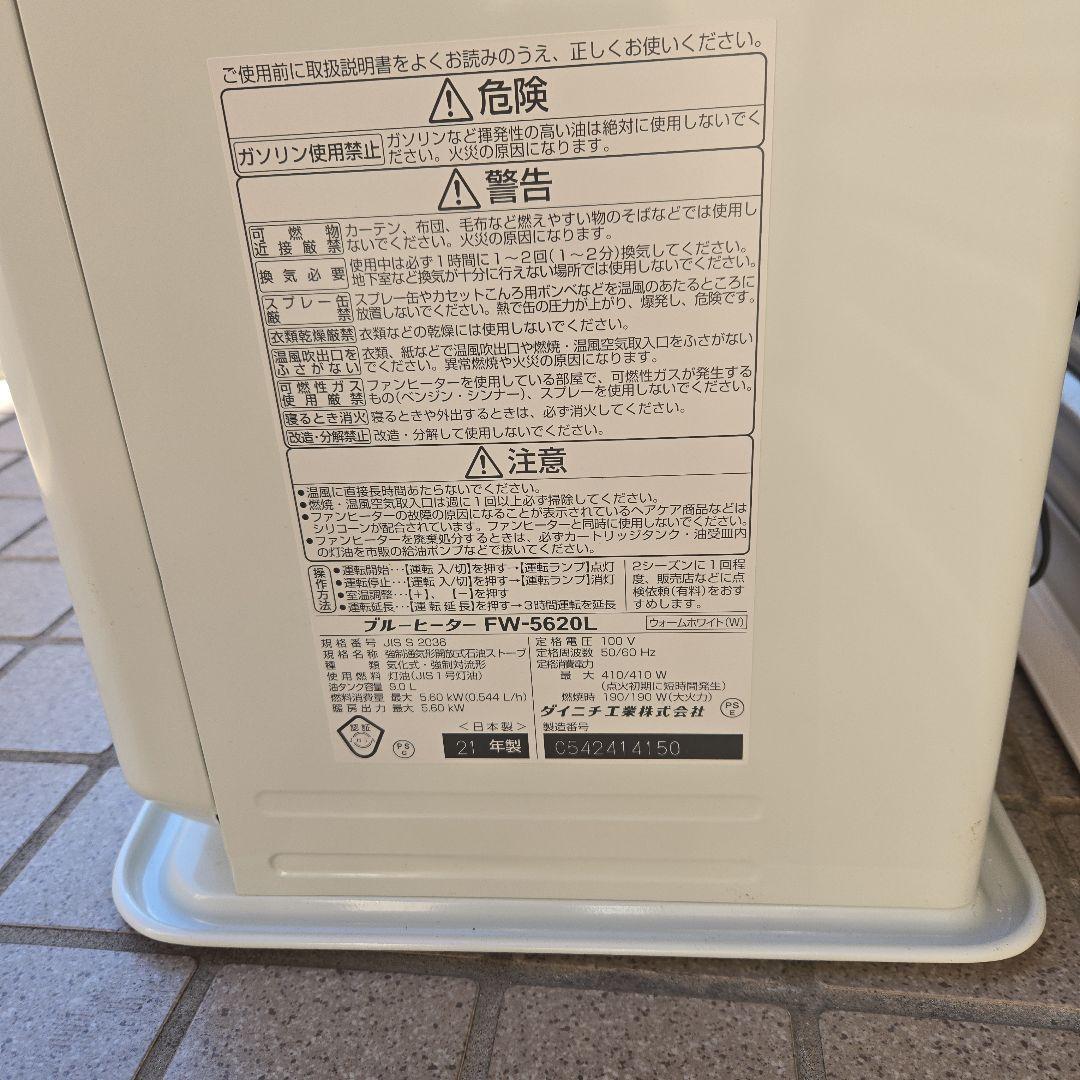 ご使用前に取扱説明書をよくお読みのうえ、正しくお使いください。
危険
ガソリン使用禁止 ガソリンなど揮発性の高い油は絶対に使用しないでください。火災の原因になります。
警告
可燃物近接厳禁 カーテン、布団、毛布など燃えやすい物のそばなどでは使用しないでください。火災の原因になります。
換気必要 使用中は必ず1時間に1〜2回(1〜2分)換気してください。
地下室など換気が十分に行えない場所では使用しないでください。
スプレー缶厳禁 スプレー缶やカセットこんろ用ボンベなどを温風のあたるところに放置しないでください。熱で缶の圧力が上がり、爆発し、危険です。
衣類乾燥厳禁 衣類などの乾燥には使用しないでください。
温風吹出口をふさがない 衣類、紙などで温風吹出口や燃焼・温風空気取入口をふさがないでください。異常燃焼や火災の原因になります。
可燃性ガス使用厳禁 ファンヒーターを使用している部屋で、可燃性ガスが発生するもの(ベンジン・シンナー)、スプレーを使用しないでください。
寝るとき消火 寝るときや外出するときは、必ず消火してください。
改造・分解禁止 改造・分解して使用しないでください。
注意
●温風に直接長時間あたらないでください。
●燃焼・温風空気取入口は週に1回以上必ず掃除してください。
●ファンヒーターの故障の原因になることが表示されているヘアケア商品などは
シリコーンが配合されています。ファンヒーターと同時に使用しないでください。
●ファンヒーターを廃棄処分するときは、必ずカートリッジタンク・油受皿内
の灯油を市販の給油ポンプなどで抜いてください。
操作方法
●運転開始…【運転 入/切】を押す→【運転ランプ】点灯
●運転停止…【運転 入/切】を押す→【運転ランプ】消灯
●室温調整…【+】、【−】を押す
●運転延長…【運転延長】を押す→3時間運転を延長
2シーズンに1回程
度、販売店などに点
検依頼(有料)をおす
すめします。
ブルーヒーター FW-5620L ウォームホワイト(W)
規格番号 JIS S 2036
規格名称 強制通気形開放式石油ストーブ
種類 気化式・強制対流形
使用燃料 灯油(JIS1号灯油)
油タンク容量 9.0L
燃料消費量 最大 5.60 kW(0.544 L/h)
暖房出力 最大 5.60 kW
定格電圧 100 V
定格周波数 50/60 Hz
定格消費電力
最大 410/410 W
(点火初期に短時間発生)
燃焼時 190/190 W(大火力)
ダイニチ工業株式会社
PSE
認証
PSC
<日本製>
21 年製
製造番号
C542414150